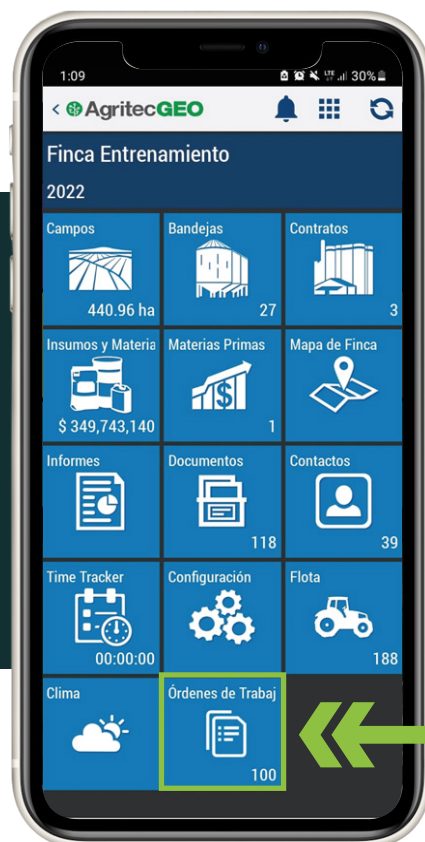 1:09 LTE 30%
< AgritecGEO
Finca Entrenamiento
2022
Campos
440.96 ha
Bandejas
27
Contratos
3
Insumos y Materia
$ 349,743,140
Materias Primas
$
1
Mapa de Finca
Informes
Documentos
118
Contactos
39
Time Tracker
00:00:00
Configuración
Flota
188
Clima
Órdenes de Trabaj
100